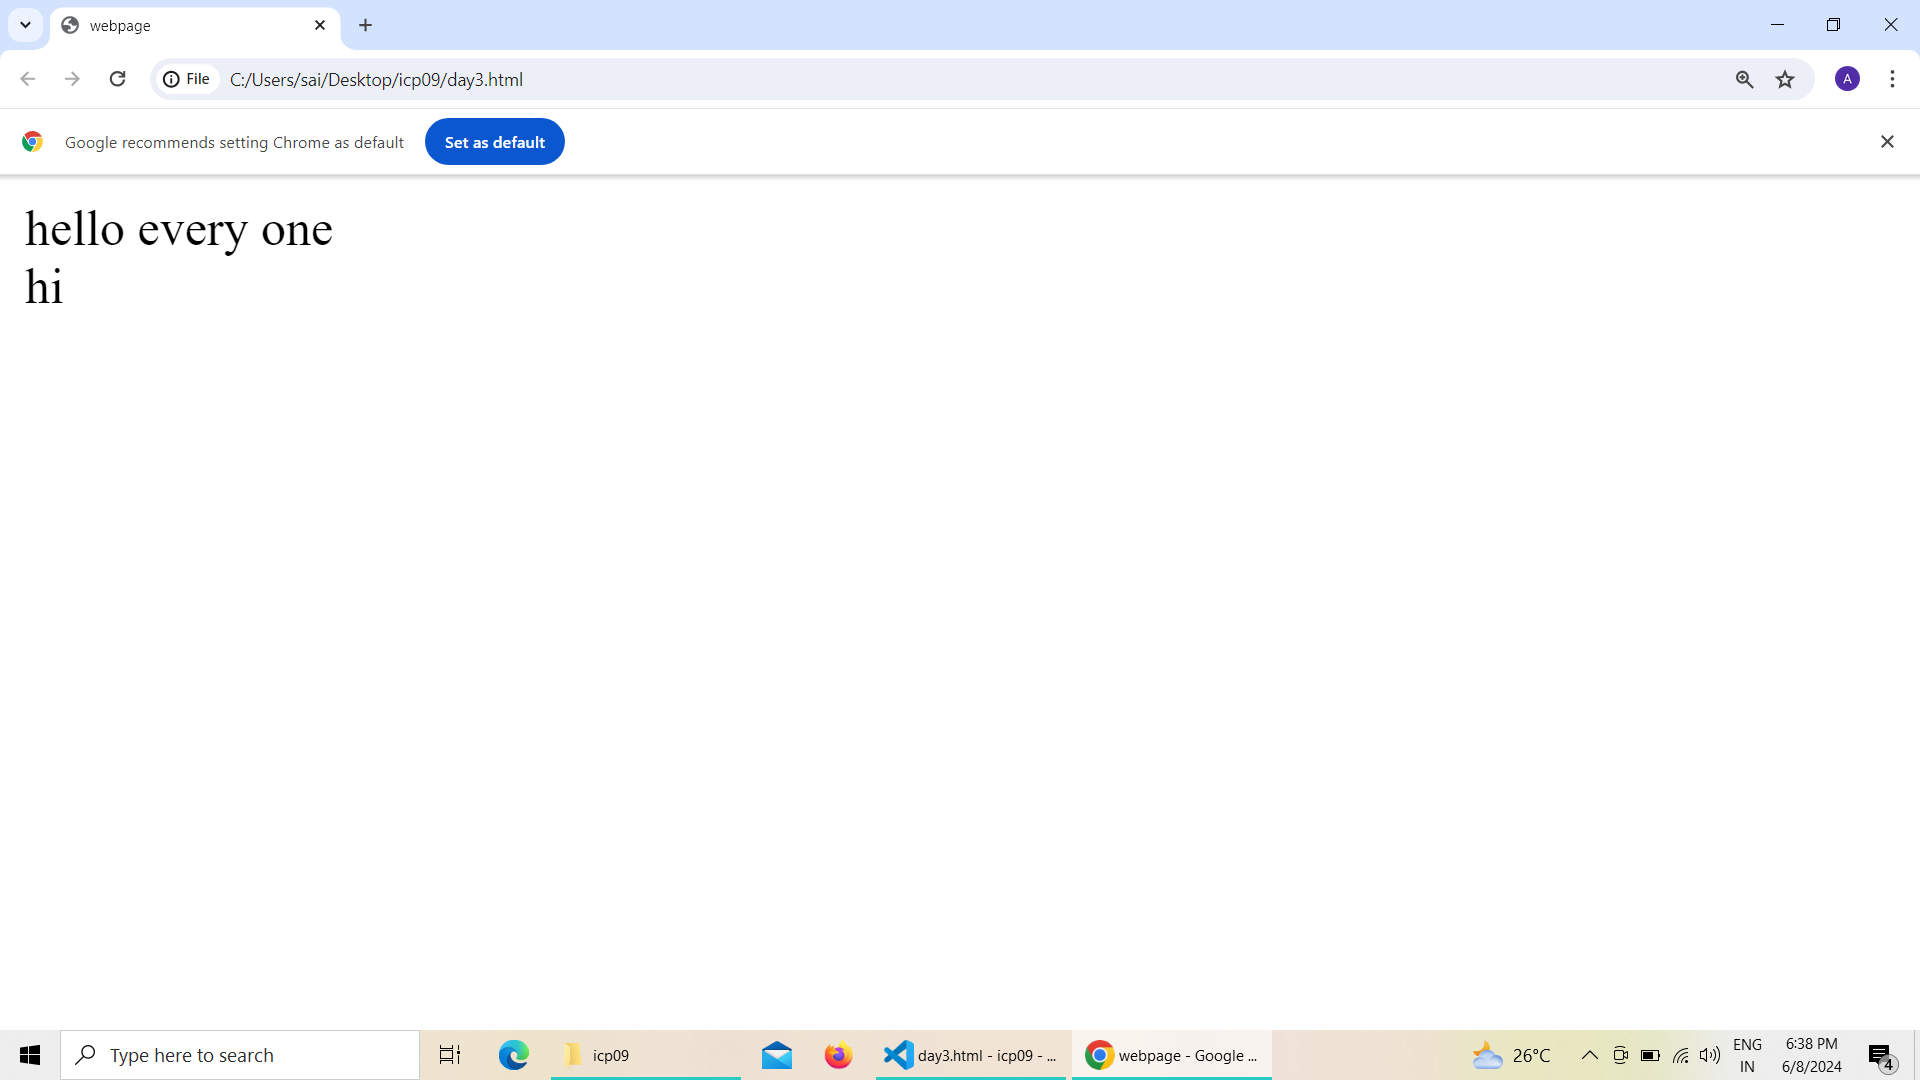 webpage
File
C:/Users/sai/Desktop/icp09/day3.html
A
Google recommends setting Chrome as default
Set as default
hello every one
hi
Type here to search
icp09
day3.html - icp09 - ...
webpage - Google ...
26°C
ENG
IN
6:38 PM
6/8/2024
4